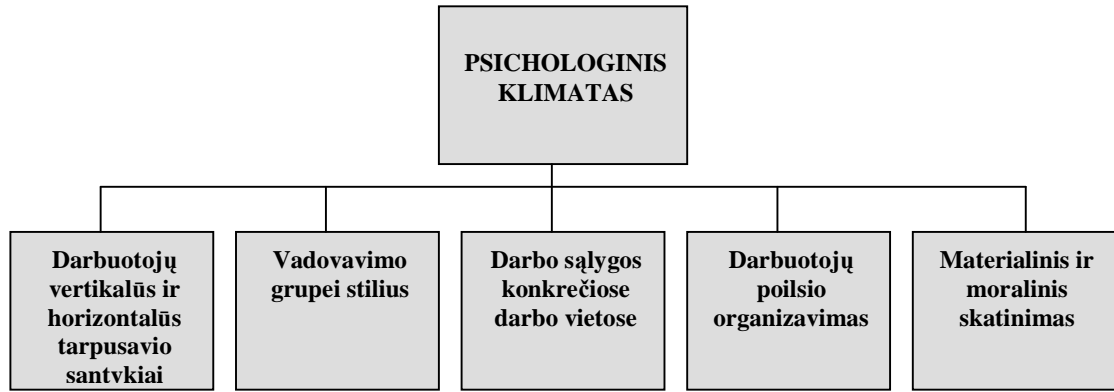 PSICHOLOGINIS
KLIMATAS
Darbuotojų
vertikalūs ir
horizontalūs
tarpusavio
santykiai
Vadovavimo
grupei stilius
Darbo sąlygos
konkrečiose
darbo vietose
Darbuotojų
poilsio
organizavimas
Materialinis ir
moralinis
skatinimas